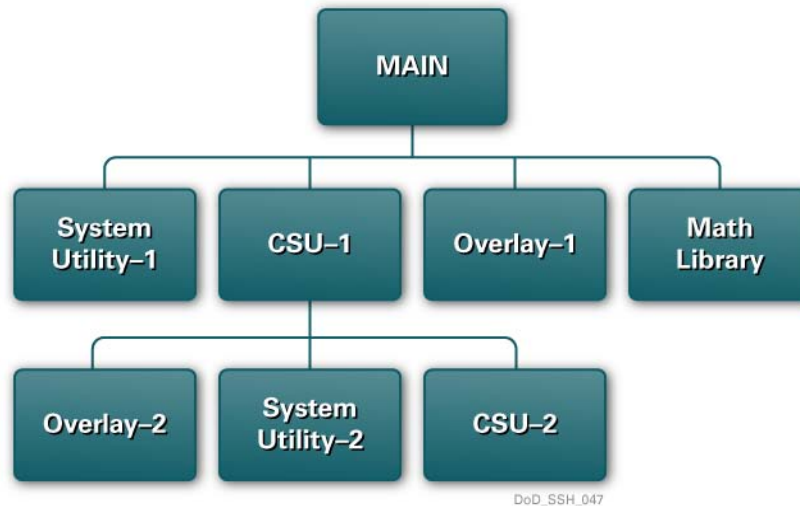 MAIN
System
Utility–1
CSU–1
Overlay–1
Math
Library
Overlay–2
System
Utility–2
CSU–2
DoD_SSH_047